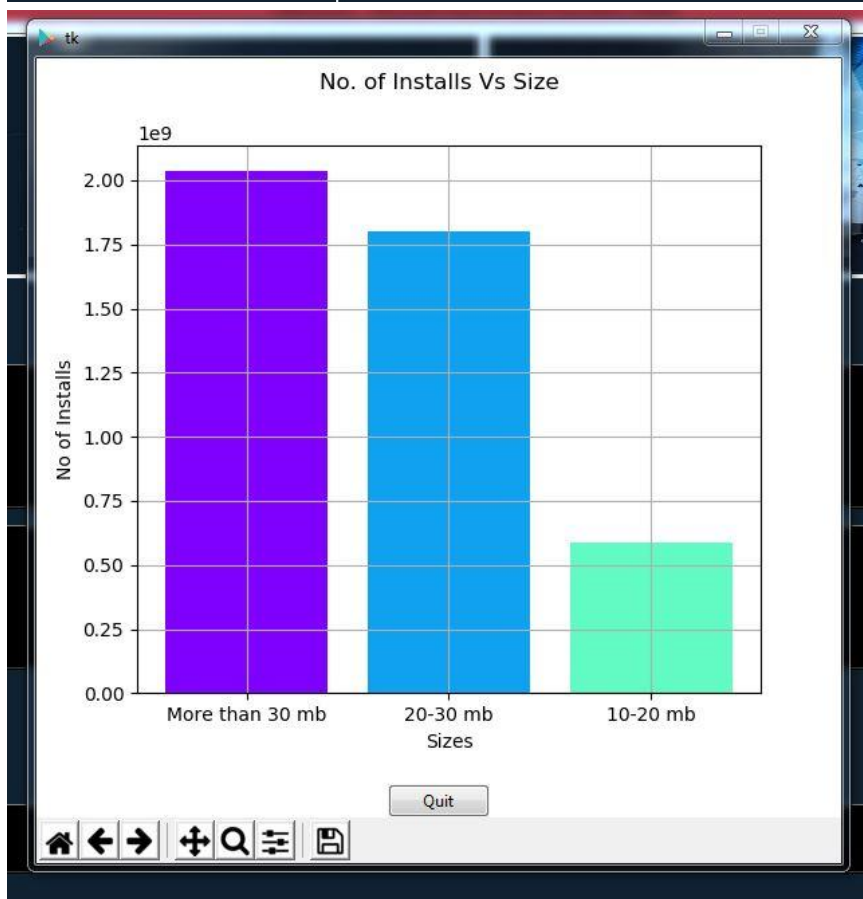 tk
No. of Installs Vs Size
1e9
2.00
1.75
1.50
1.25
1.00
0.75
0.50
0.25
0.00
No of Installs
More than 30 mb 20-30 mb 10-20 mb
Sizes
Quit